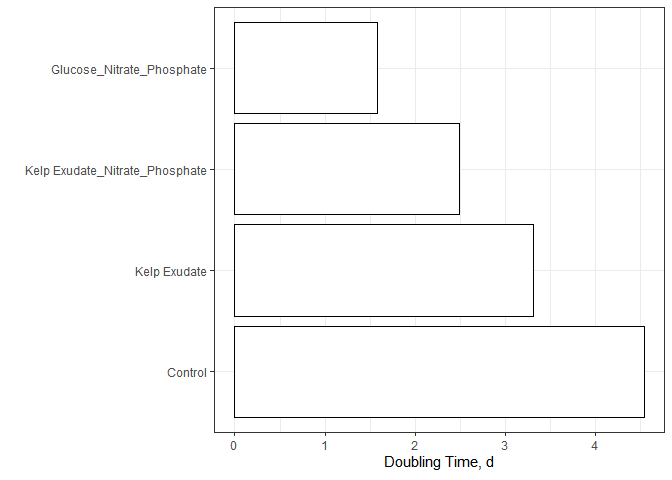 Glucose_Nitrate_Phosphate
Kelp Exudate_Nitrate_Phosphate
Kelp Exudate
Control
0 1 2 3 4
Doubling Time, d